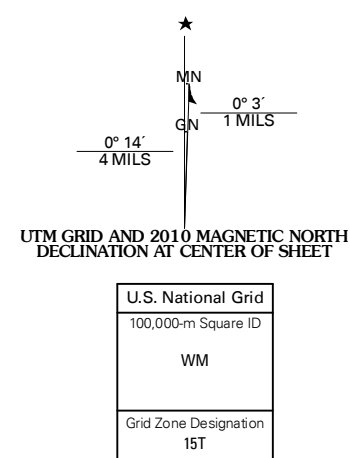 ★
MN
0° 3´
1 MILS
GN
0° 14´
4 MILS
UTM GRID AND 2010 MAGNETIC NORTH
DECLINATION AT CENTER OF SHEET
U.S. National Grid
100,000-m Square ID
WM
Grid Zone Designation
15T